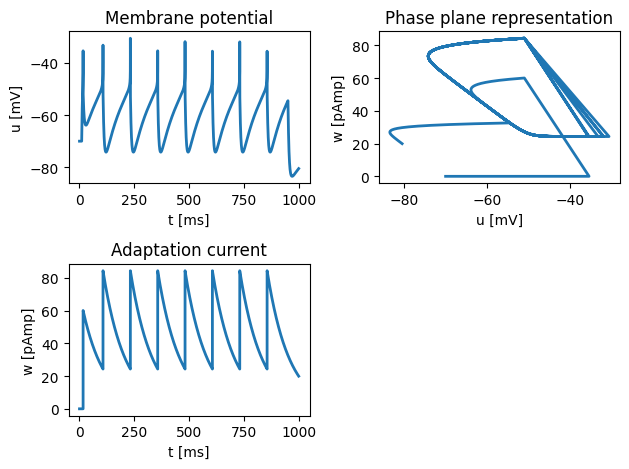 Membrane potential
u [mV]
−40
−60
−80
0
250
500
750
1000
t [ms]
Phase plane representation
w [pAmp]
80
60
40
20
0
−80
−60
−40
u [mV]
Adaptation current
w [pAmp]
80
60
40
20
0
0
250
500
750
1000
t [ms]